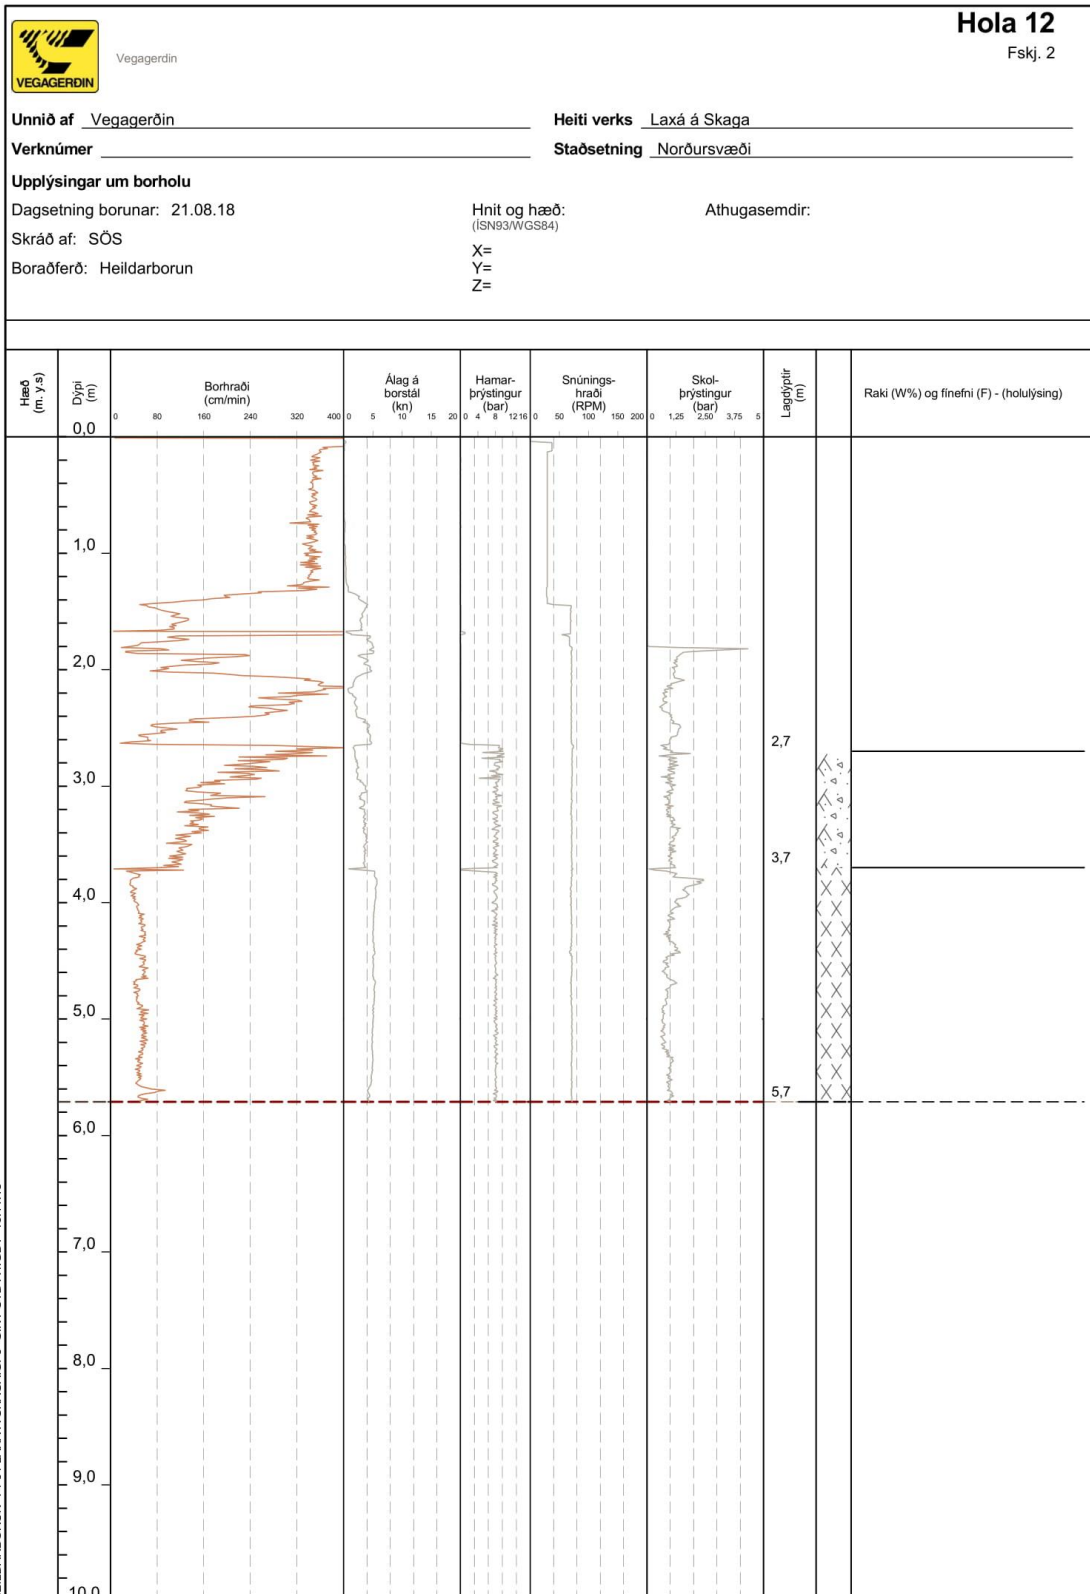 Hola 12
Fskj. 2
VEGAGERÐIN
Vegagerdin
Unnið af Vegagerðin
Heiti verks Laxá á Skaga
Verknúmer
Staðsetning Norðursvæði
Upplýsingar um borholu
Dagsetning borunar: 21.08.18
Hnit og hæð:
Athugasemdir:
(ÍSN93/WGS84)
Skráð af: SÖS
X=
Boraðferð: Heildarborun
Y=
Z=
Hæð
(m. y.s)
Dýpi
(m)
Borhraði
(cm/min)
0 80 160 240 320 400
Álag á
borstál
(kn)
0 5 10 15 20
Hamar-
þrýstingur
(bar)
0 4 8 12 16
Snúnings-
hraði
(RPM)
0 50 100 150 200
Skol-
þrýstingur
(bar)
0 1,25 2,50 3,75 5
Lagdýptir
(m)
Raki (W%) og fínefni (F) - (holulýsing)
0,0
1,0
2,0
2,7
3,0
3,7
4,0
5,0
5,7
6,0
7,0
8,0
9,0
10,0